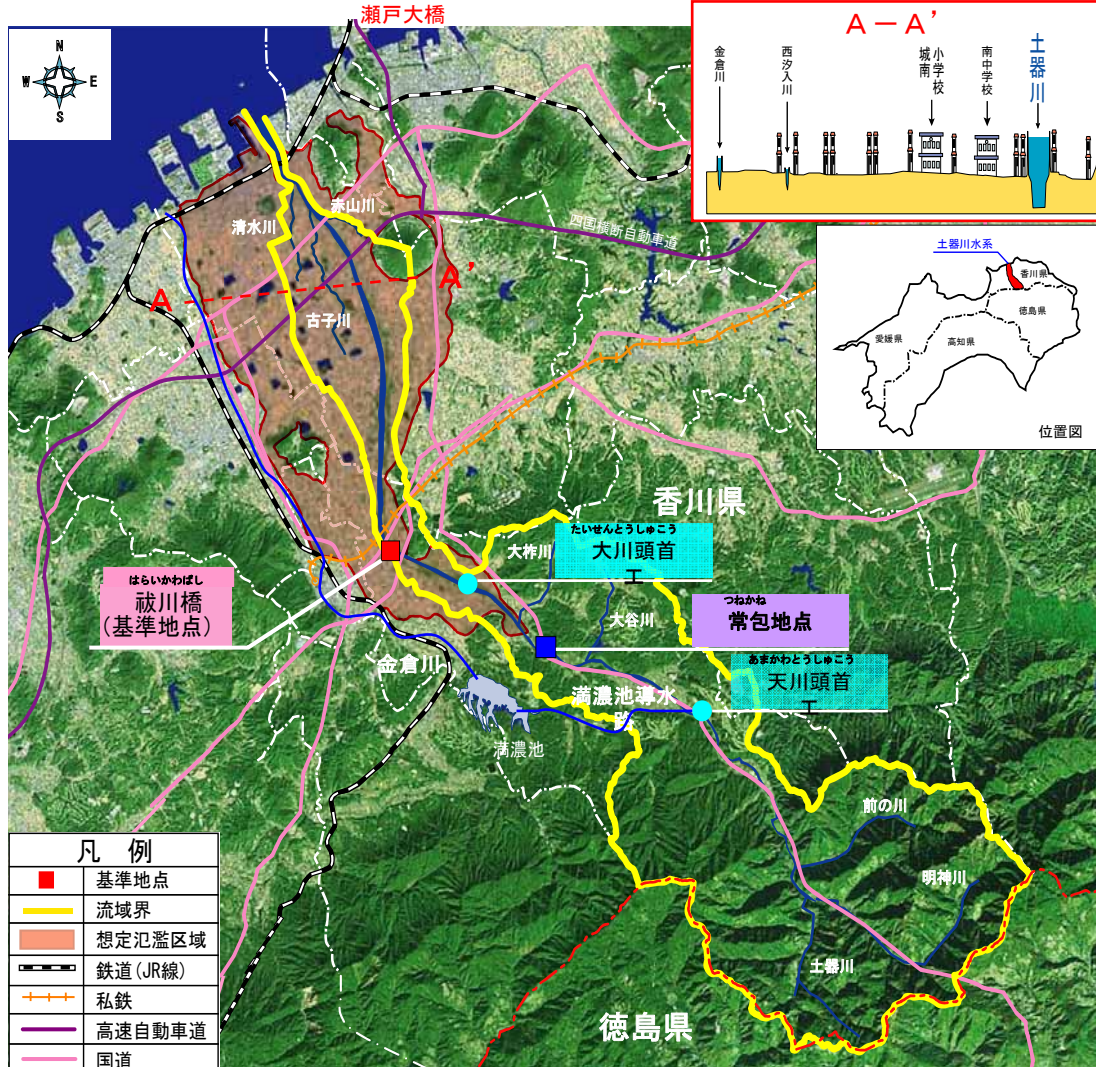 瀬戸大橋
N
W
E
S
A－A'
金倉川
西汐入川
城南
小学校
南中学校
土器川
土器川水系
香川県
徳島県
愛媛県
高知県
位置図
清水川
赤山川
四国横断自動車道
A
A'
古子川
香川県
たいせんとうしゅこう
大川頭首
工
大柞川
はらいかわばし
祓川橋
(基準地点)
大谷川
つねかね
常包地点
あまかわとうしゅこう
天川頭首
工
金倉川
満濃池導水
路
満濃池
前の川
明神川
土器川
徳島県
凡 例
基準地点
流域界
想定氾濫区域
鉄道(JR線)
私鉄
高速自動車道
国道